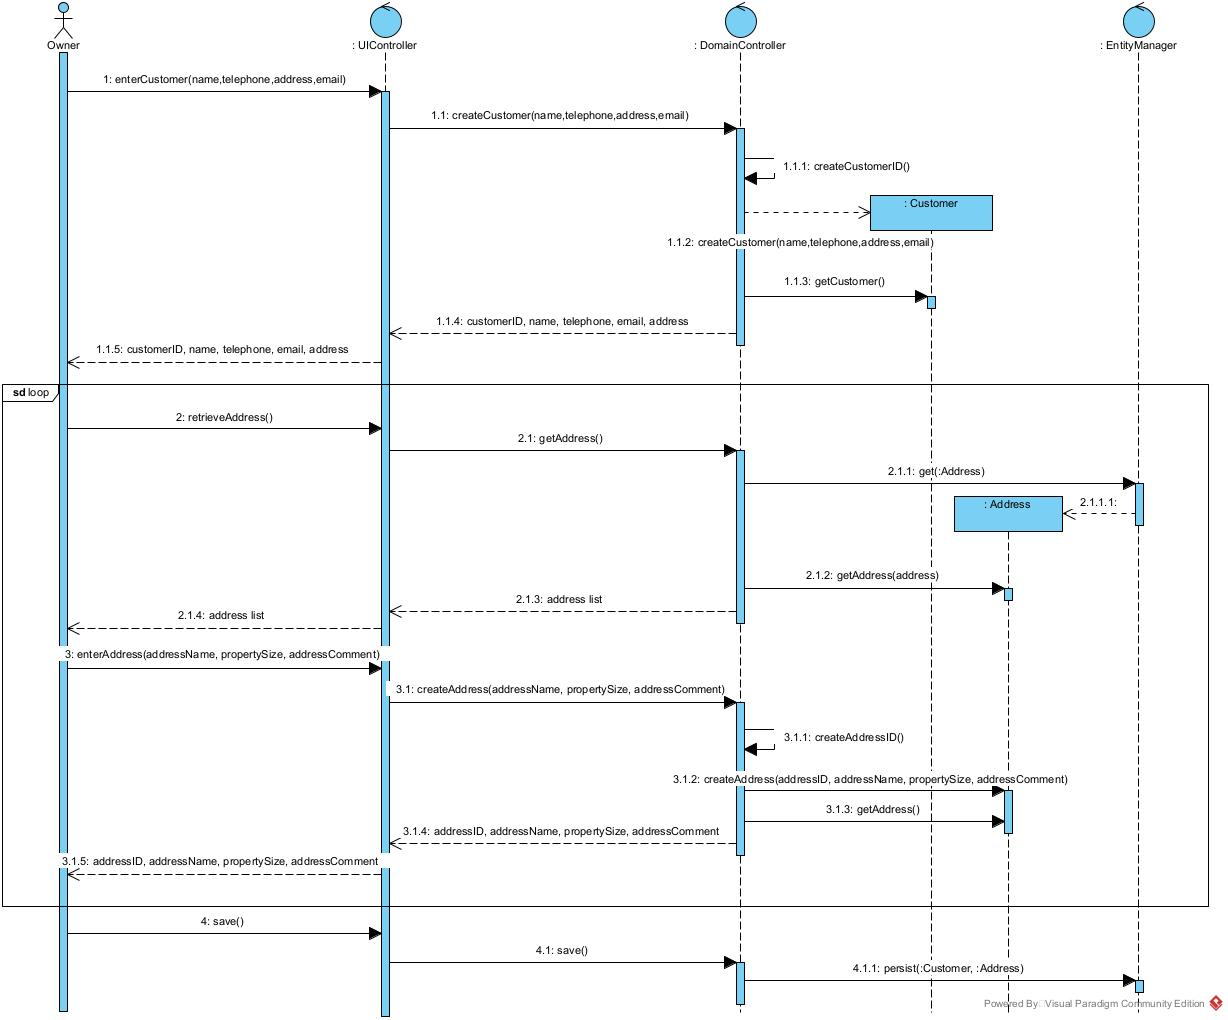 Owner
: UIController
: DomainController
: EntityManager
1: enterCustomer(name,telephone,address,email)
1.1: createCustomer(name,telephone,address,email)
1.1.1: createCustomerID()
: Customer
1.1.2: createCustomer(name,telephone,address,email)
1.1.3: getCustomer()
1.1.4: customerID, name, telephone, email, address
1.1.5: customerID, name, telephone, email, address
sd loop
2: retrieveAddress()
2.1: getAddress()
2.1.1: get(:Address)
: Address
2.1.1.1:
2.1.2: getAddress(address)
2.1.3: address list
2.1.4: address list
3: enterAddress(addressName, propertySize, addressComment)
3.1: createAddress(addressName, propertySize, addressComment)
3.1.1: createAddressID()
3.1.2: createAddress(addressID, addressName, propertySize, addressComment)
3.1.3: getAddress()
3.1.4: addressID, addressName, propertySize, addressComment
3.1.5: addressID, addressName, propertySize, addressComment
4: save()
4.1: save()
4.1.1: persist(:Customer, :Address)
Powered By Visual Paradigm Community Edition